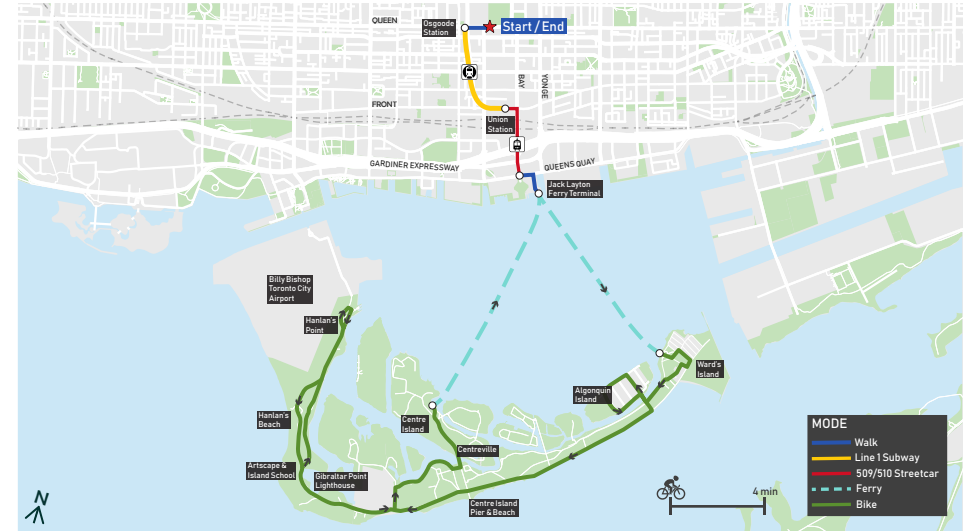 QUEEN
Osgoode
Station
Start/End
BAY
YONGE
FRONT
Union
Station
GARDINER EXPRESSWAY
QUEENS QUAY
Jack Layton
Ferry Terminal
Billy Bishop
Toronto City
Airport
Hanlan's
Point
Ward's
Island
Algonquin
Island
Hanlan's
Beach
Centre
Island
Centreville
Artscape &
Island School
Gibraltar Point
Lighthouse
Centre Island
Pier & Beach
MODE
Walk
Line 1 Subway
509/510 Streetcar
Ferry
Bike
4 min
N